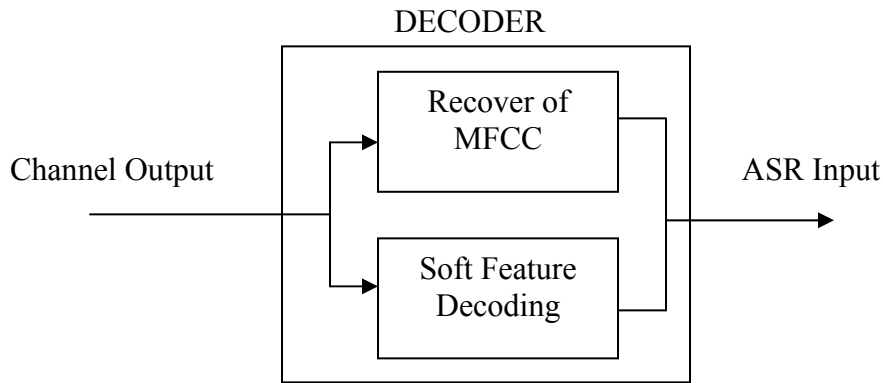 DECODER
Recover of
MFCC
Channel Output
ASR Input
Soft Feature
Decoding